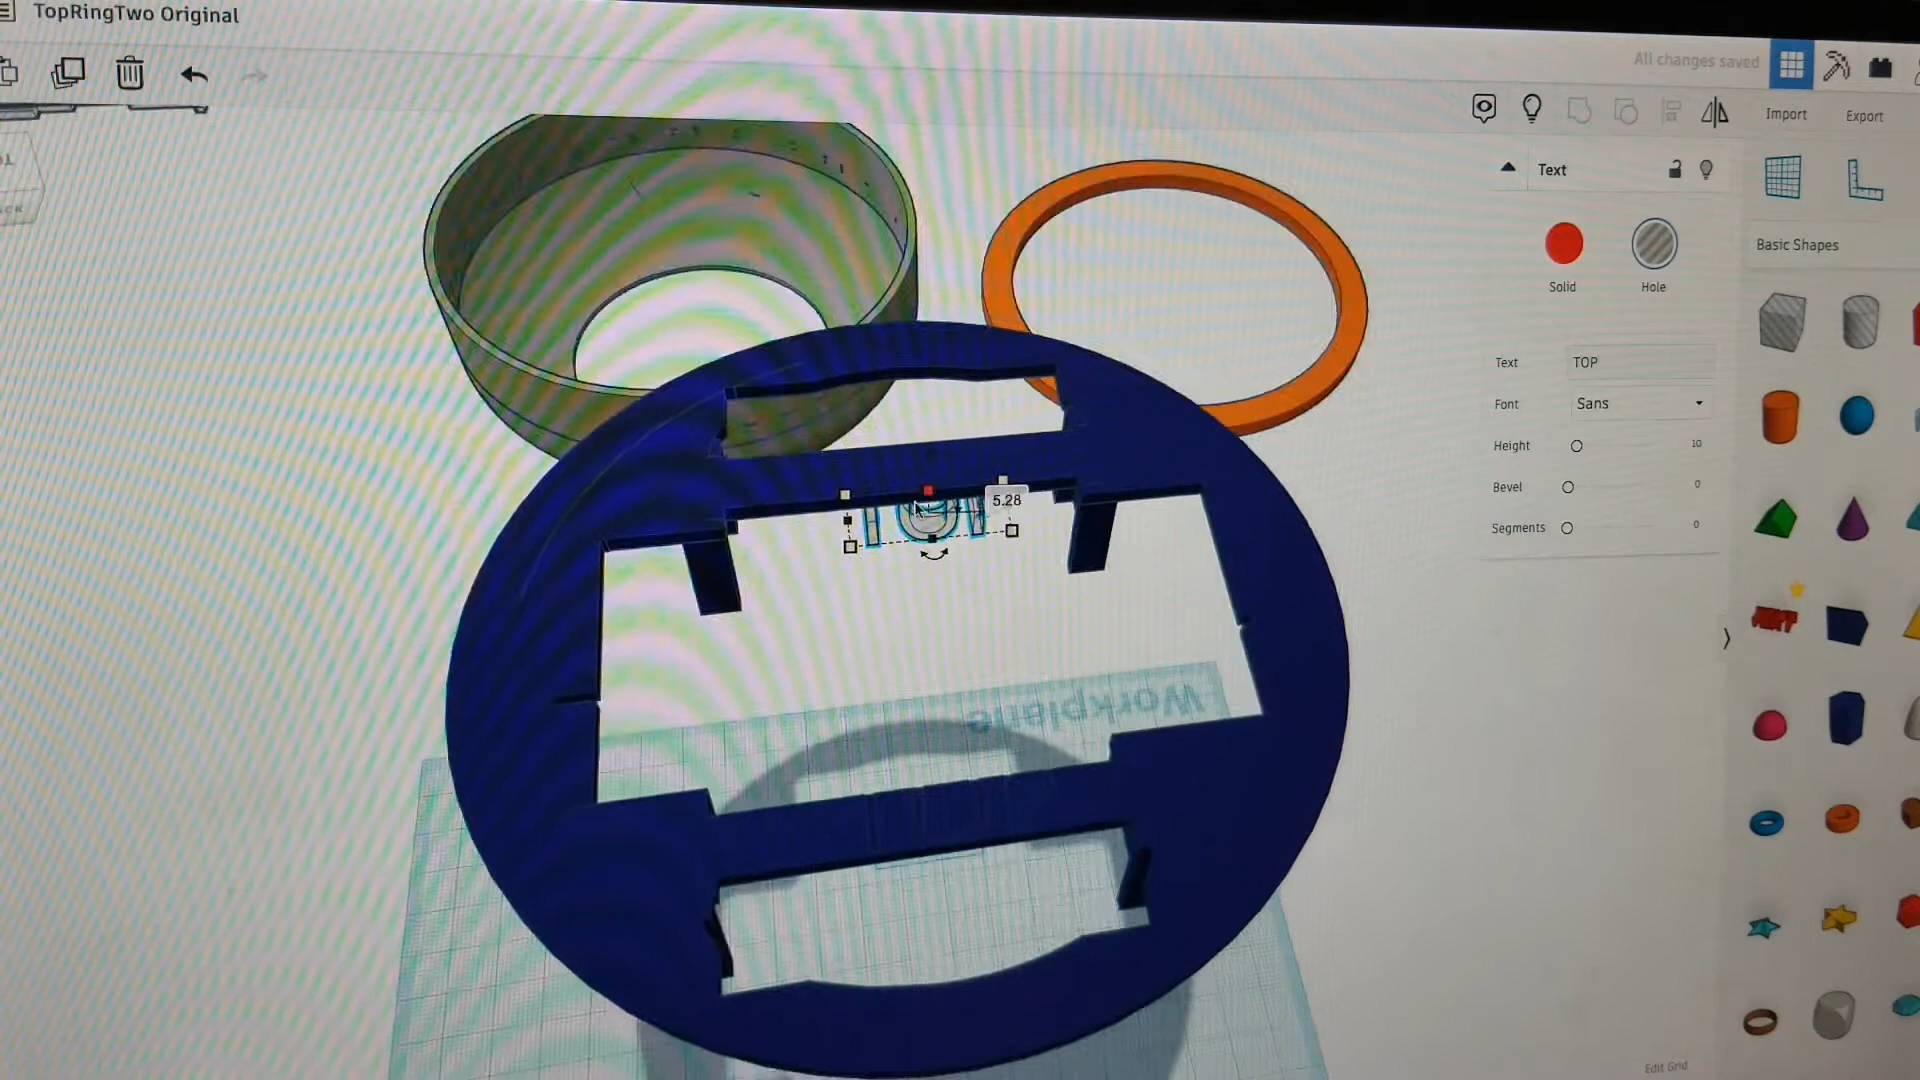 TopRingTwo Original
All changes saved
Import
Export
Text
Solid
Hole
Basic Shapes
Text
TOP
Font
Sans
Height
10
Bevel
0
Segments
0
5.28
Workplane
Edit Grid